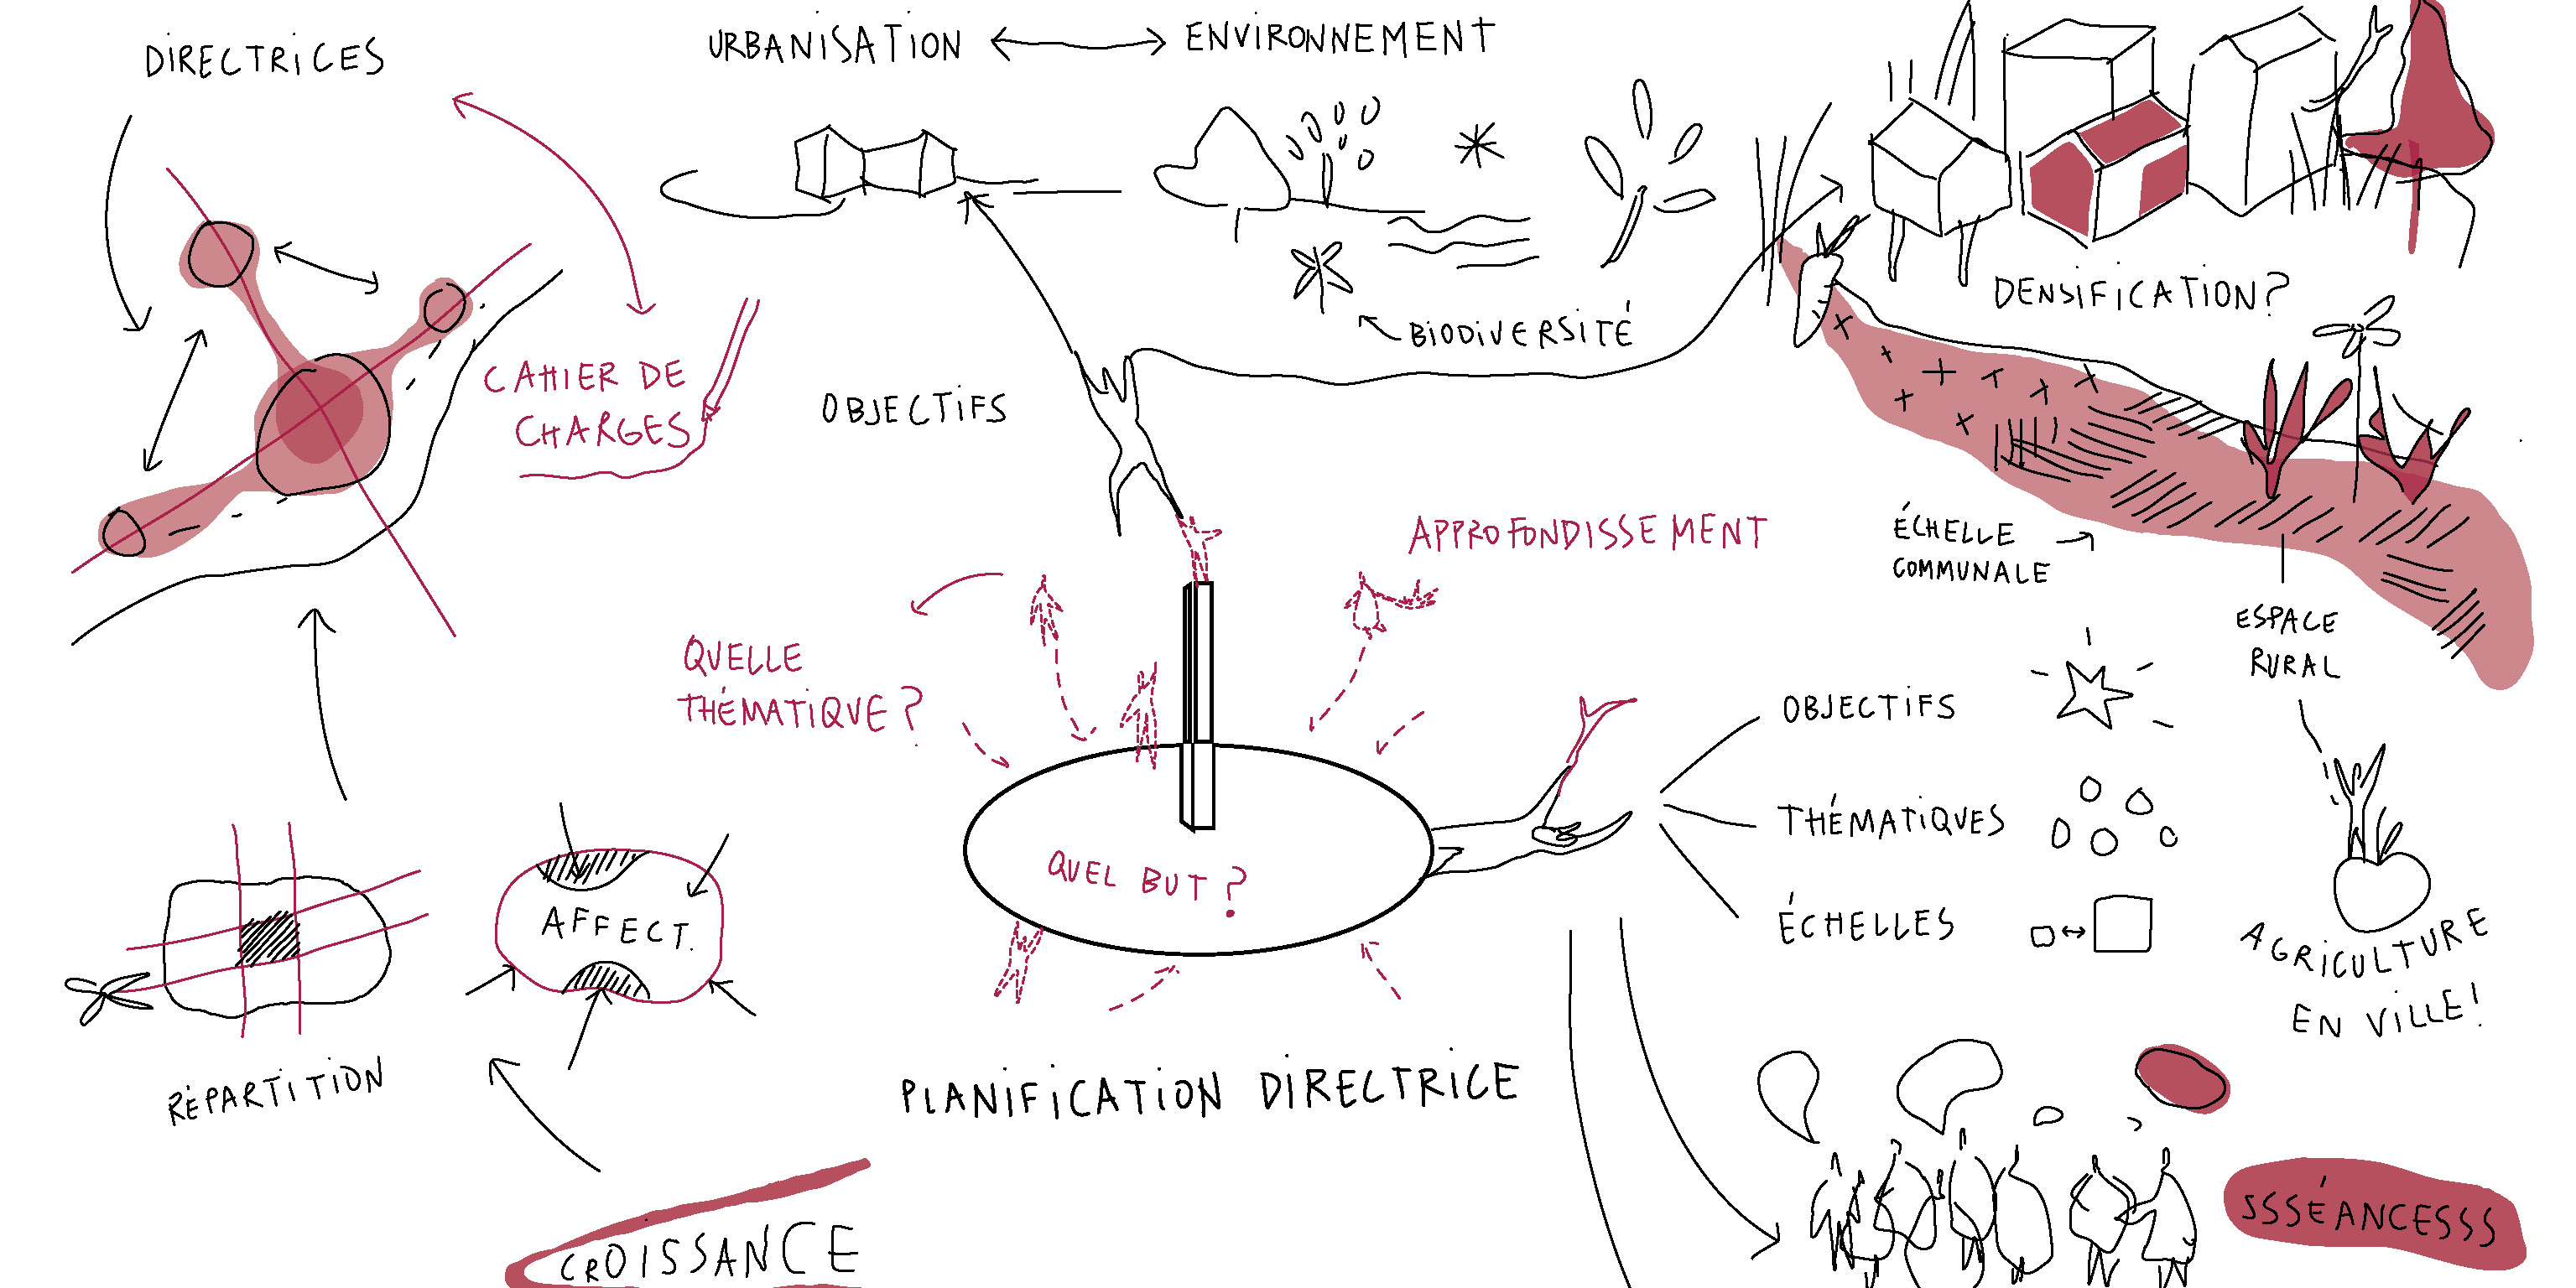 DIRECTRICES
URBANISATION
ENVIRONNEMENT
BIODIVERSITÉ
DENSIFICATION?
CAHIER DE
CHARGES
OBJECTIFS
APPROFONDISSEMENT
ÉCHELLE
COMMUNALE
ESPACE
RURAL
QUELLE
THÉMATIQUE?
OBJECTIFS
THÉMATIQUES
ÉCHELLES
QUEL BUT?
AFFECT.
AGRICULTURE
EN VILLE!
RÉPARTITION
PLANIFICATION DIRECTRICE
CROISSANCE
SSSÉANCESSS